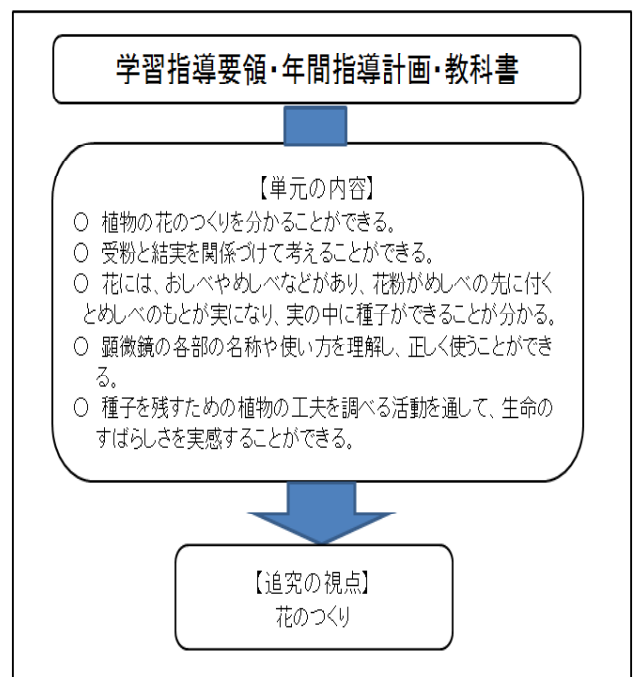 学習指導要領・年間指導計画・教科書
【単元の内容】
○ 植物の花のつくりを分かることができる。
○ 受粉と結実を関係づけて考えることができる。
○ 花には、おしべやめしべなどがあり、花粉がめしべの先に付く
とめしべのもとが実になり、実の中に種子ができることが分かる。
○ 顕微鏡の各部の名称や使い方を理解し、正しく使うことができ
る。
○ 種子を残すための植物の工夫を調べる活動を通して、生命の
すばらしさを実感することができる。
【追究の視点】
花のつくり